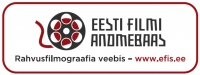 EESTI FILMI
ANDMEBAAS
Rahvusfilmograafia veebis – www.efis.ee